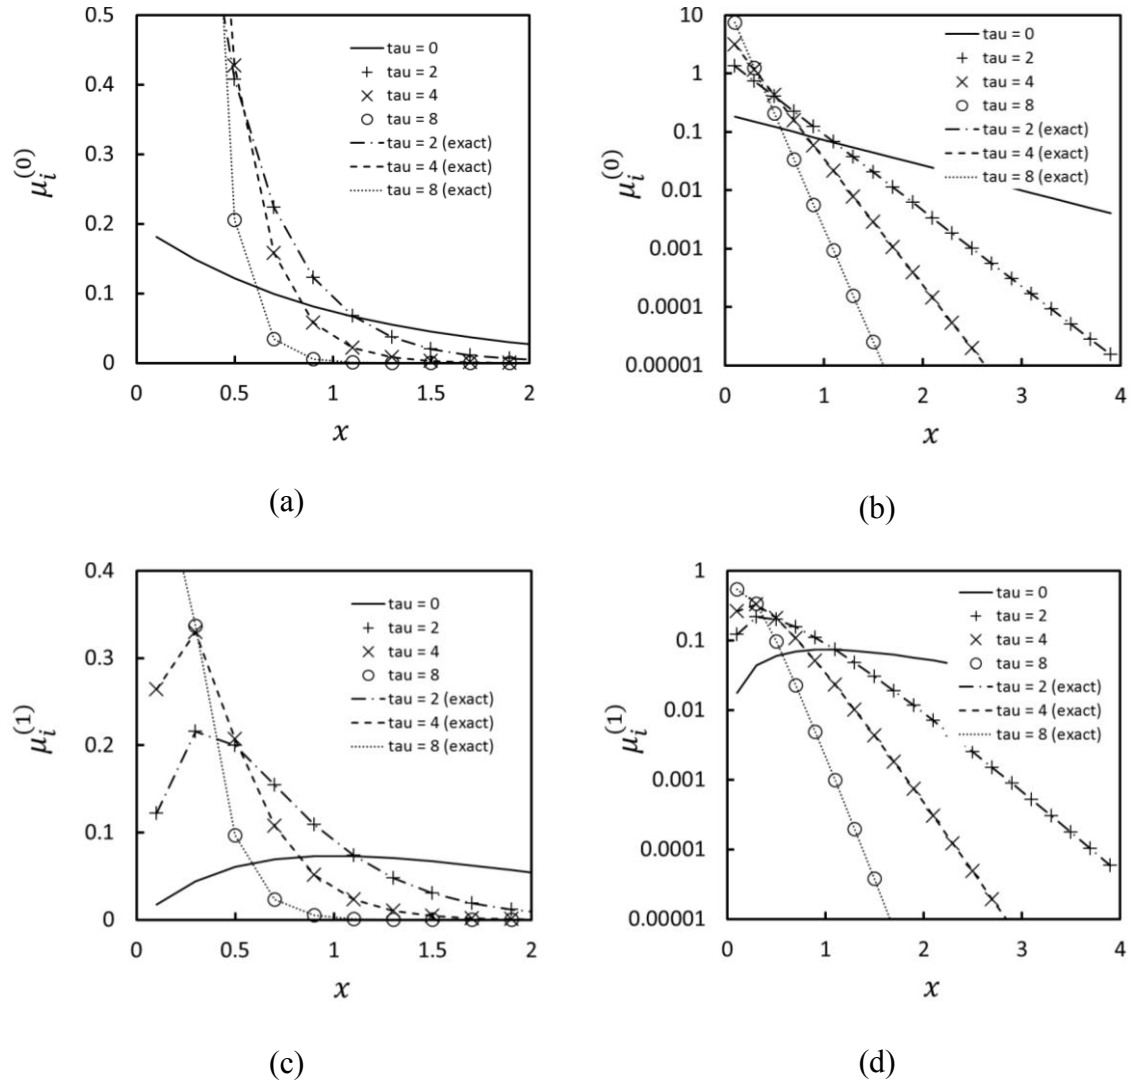 0.5
0.4
0.3
0.2
0.1
0
μᵢ⁽⁰⁾
tau = 0
tau = 2
tau = 4
tau = 8
tau = 2 (exact)
tau = 4 (exact)
tau = 8 (exact)
0 0.5 1 1.5 2
x
(a)
10
1
0.1
0.01
0.001
0.0001
0.00001
μᵢ⁽⁰⁾
tau = 0
tau = 2
tau = 4
tau = 8
tau = 2 (exact)
tau = 4 (exact)
tau = 8 (exact)
0 1 2 3 4
x
(b)
0.4
0.3
0.2
0.1
0
μᵢ⁽¹⁾
tau = 0
tau = 2
tau = 4
tau = 8
tau = 2 (exact)
tau = 4 (exact)
tau = 8 (exact)
0 0.5 1 1.5 2
x
(c)
1
0.1
0.01
0.001
0.0001
0.00001
μᵢ⁽¹⁾
tau = 0
tau = 2
tau = 4
tau = 8
tau = 2 (exact)
tau = 4 (exact)
tau = 8 (exact)
0 1 2 3 4
x
(d)